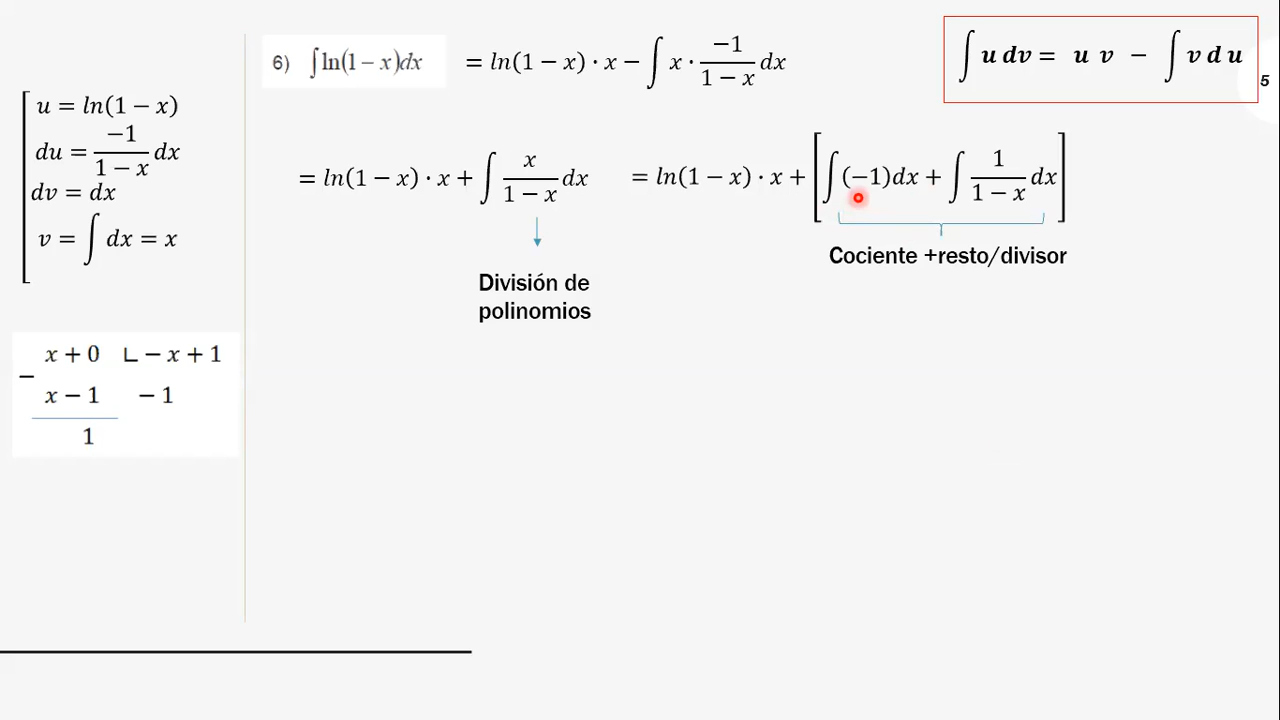 6) ∫ ln(1 − x)dx = ln(1 − x) · x − ∫ x · −1/(1 − x) dx
∫ u dv = u v − ∫ v d u
5
u = ln(1 − x)
du = −1/(1 − x) dx
dv = dx
v = ∫ dx = x
= ln(1 − x) · x + ∫ x/(1 − x) dx = ln(1 − x) · x + [∫ (−1)dx + ∫ 1/(1 − x) dx]
Cociente +resto/divisor
División de
polinomios
x + 0 ∟ − x + 1
−
x − 1 − 1
1